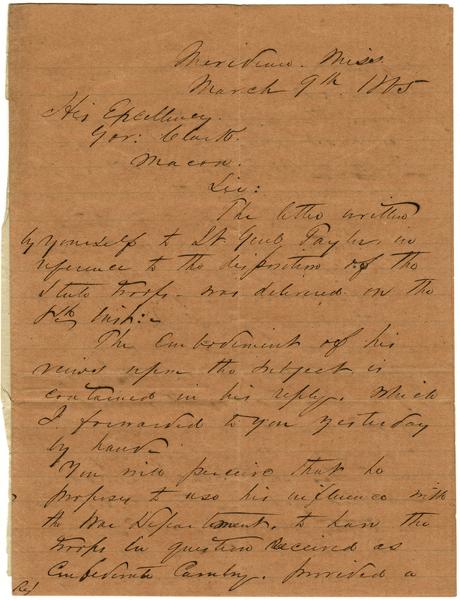 Meridian. Miss.
March 9th. 1865
His Excellency.
Gov: Clark.
Macon.
Sir:
The letter written
by yourself to Lt Genl Taylor, in
reference to the disposition of the
State troops - was delivered on the
Inst: -
The Embodiment of his
views upon the subject is
contained in his reply. Which
I forwarded to you yesterday
by hand.
You will perceive that he
proposes to use his influence with
the War Department. to have the
troops in question Received as
Confederate Cavalry. provided a